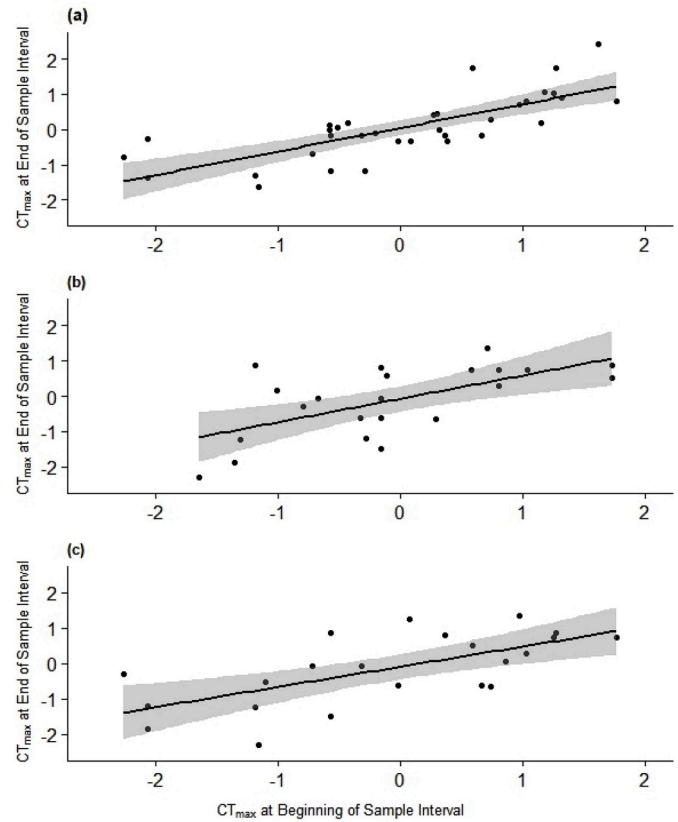 (a)
CTmax at End of Sample Interval
2
1
0
-1
-2
-2 -1 0 1 2
(b)
CTmax at End of Sample Interval
2
1
0
-1
-2
-2 -1 0 1 2
(c)
CTmax at End of Sample Interval
2
1
0
-1
-2
-2 -1 0 1 2
CTmax at Beginning of Sample Interval